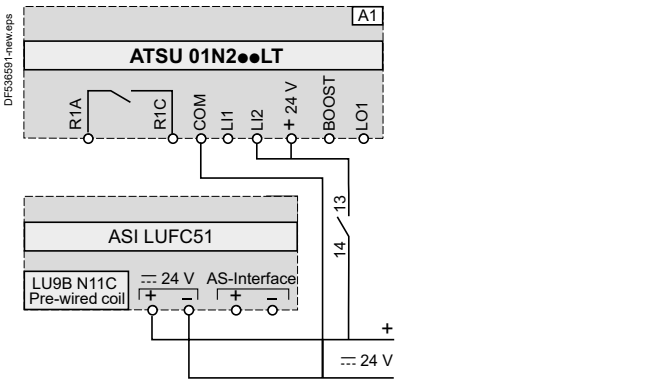 DF536591-new.eps
A1
ATSU 01N2●●LT
R1A
R1C
COM
LI1
LI2
+ 24 V
BOOST
LO1
13
14
ASI LUFC51
LU9B N11C
Pre-wired coil
24 V
AS-Interface
+ – + –
+
24 V